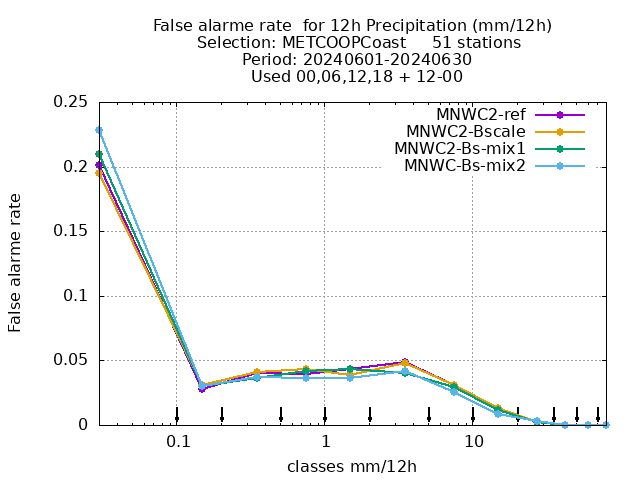 False alarme rate  for 12h Precipitation (mm/12h)
Selection: METCOOPCoast     51 stations
Period: 20240601-20240630
Used 00,06,12,18 + 12-00
0.25
0.2
0.15
0.1
0.05
0
False alarme rate
MNWC2-ref
MNWC2-Bscale
MNWC2-Bs-mix1
MNWC-Bs-mix2
0.1
1
10
classes mm/12h